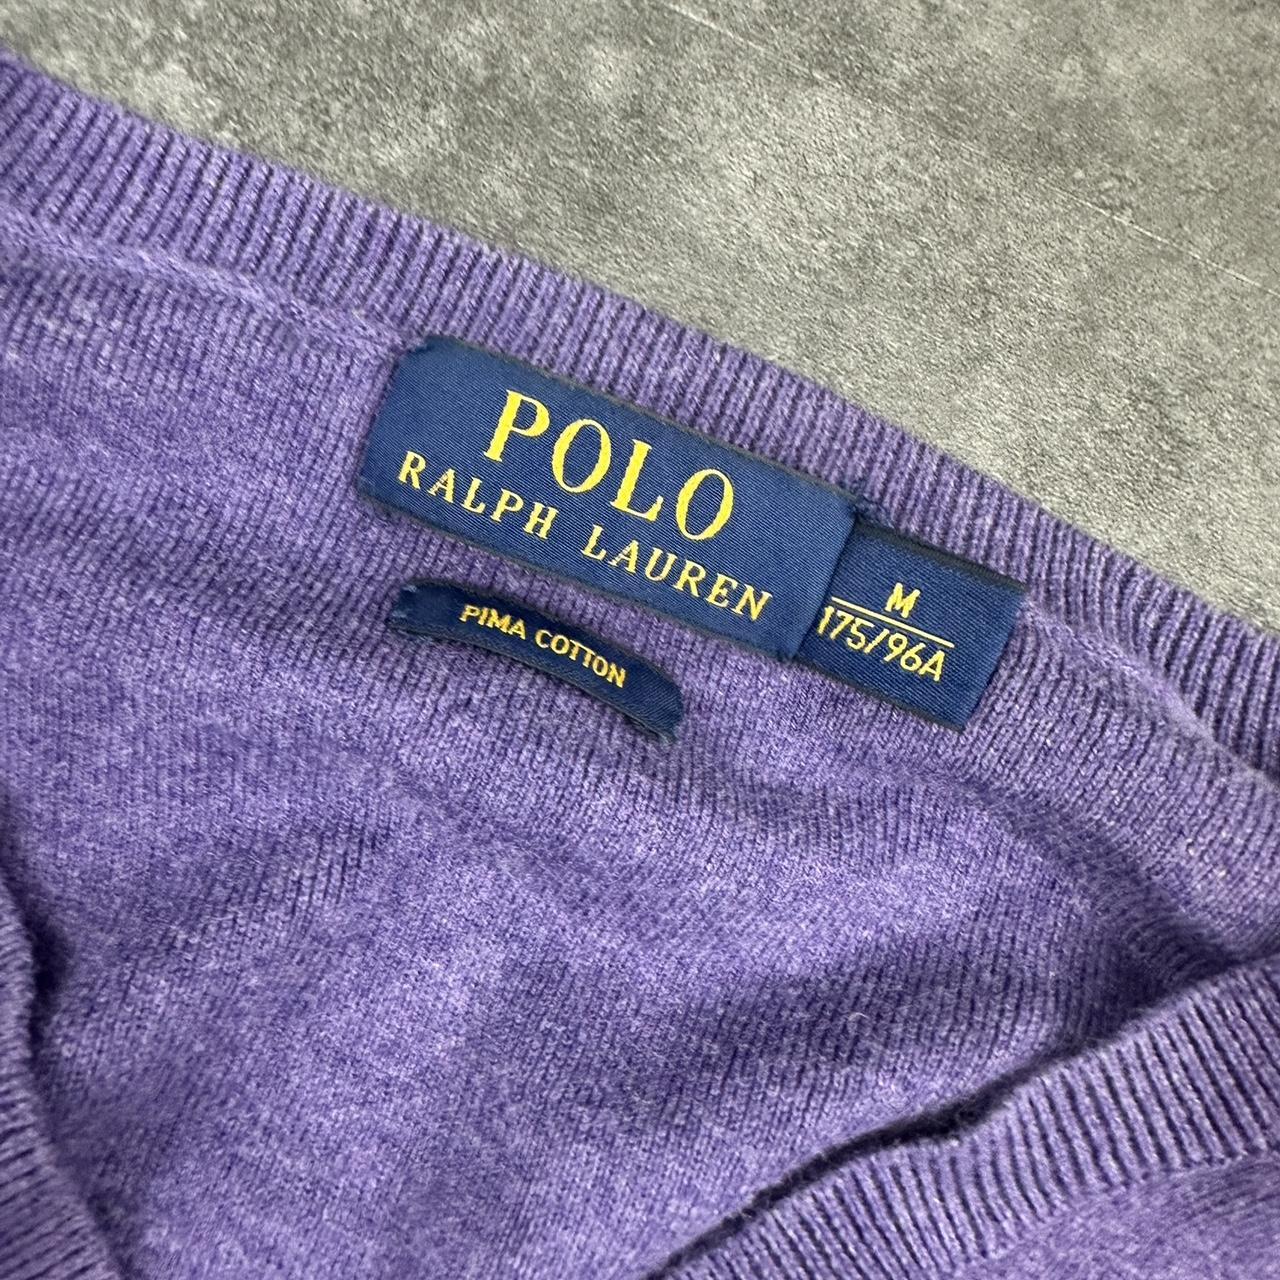 POLO
RALPH LAUREN
M
175/96A
PIMA COTTON